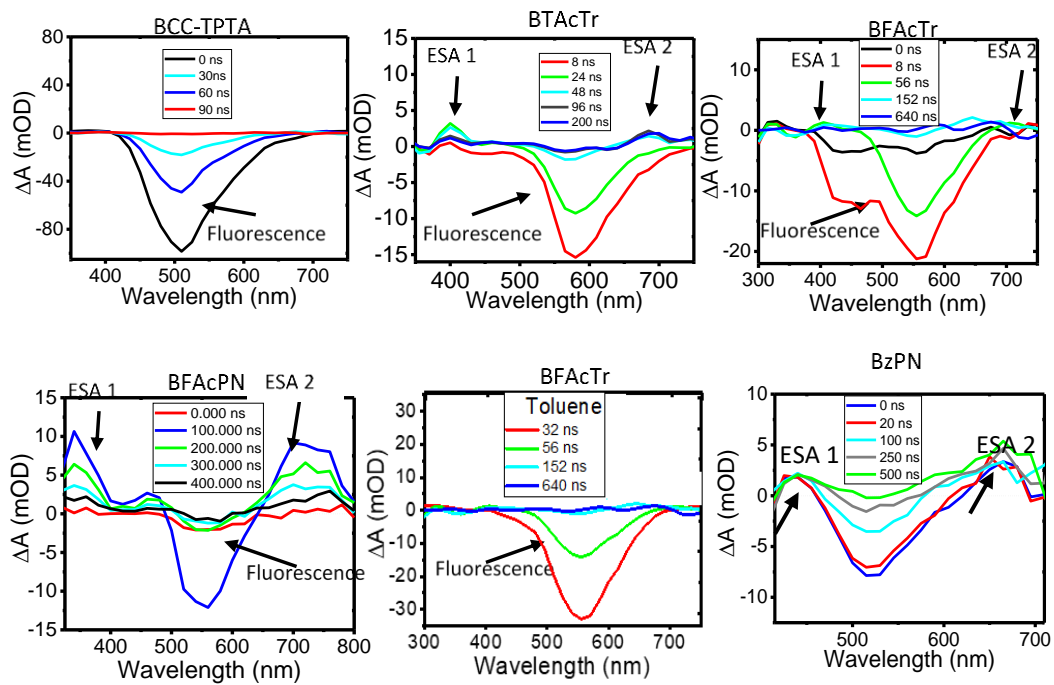 BCC-TPTA
80
40
0
-40
-80
ΔA (mOD)
0 ns
30ns
60 ns
90 ns
Fluorescence
400
500
600
700
Wavelength (nm)
BTAcTr
15
10
5
0
-5
-10
-15
ΔA (mOD)
ESA 1
ESA 2
8 ns
24 ns
48 ns
96 ns
200 ns
Fluorescence
400
500
600
700
Wavelength (nm)
BFAcTr
10
0
-10
-20
ΔA (mOD)
ESA 1
ESA 2
0 ns
8 ns
56 ns
152 ns
640 ns
Fluorescence
300
400
500
600
700
Wavelength (nm)
BFAcPN
15
10
5
0
-5
-10
-15
ΔA (mOD)
ESA 1
ESA 2
0.000 ns
100.000 ns
200.000 ns
300.000 ns
400.000 ns
Fluorescence
400
500
600
700
800
Wavelength (nm)
BFAcTr
30
20
10
0
-10
-20
-30
ΔA (mOD)
Toluene
32 ns
56 ns
152 ns
640 ns
Fluorescence
300
400
500
600
700
Wavelength (nm)
BzPN
10
5
0
-5
-10
ΔA (mOD)
ESA 1
ESA 2
0 ns
20 ns
100 ns
250 ns
500 ns
500
600
700
Wavelength (nm)